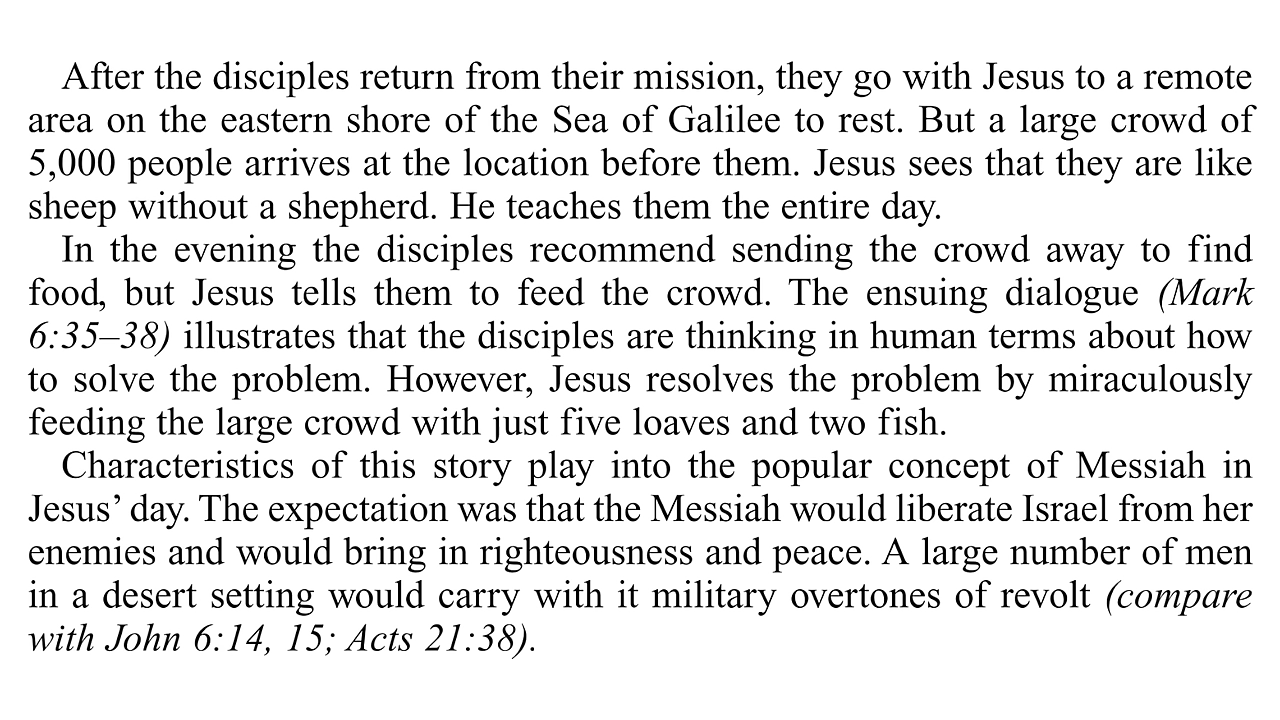 After the disciples return from their mission, they go with Jesus to a remote
area on the eastern shore of the Sea of Galilee to rest. But a large crowd of
5,000 people arrives at the location before them. Jesus sees that they are like
sheep without a shepherd. He teaches them the entire day.
In the evening the disciples recommend sending the crowd away to find
food, but Jesus tells them to feed the crowd. The ensuing dialogue (Mark
6:35–38) illustrates that the disciples are thinking in human terms about how
to solve the problem. However, Jesus resolves the problem by miraculously
feeding the large crowd with just five loaves and two fish.
Characteristics of this story play into the popular concept of Messiah in
Jesus’ day. The expectation was that the Messiah would liberate Israel from her
enemies and would bring in righteousness and peace. A large number of men
in a desert setting would carry with it military overtones of revolt (compare
with John 6:14, 15; Acts 21:38).